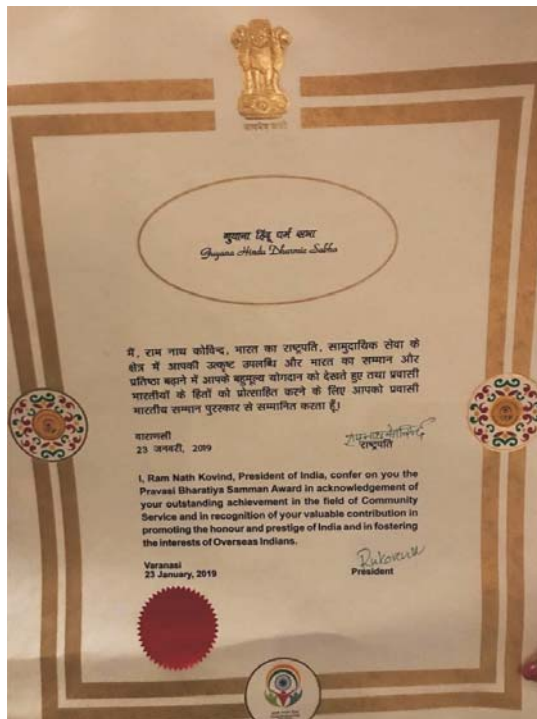 गुयाना हिंदू धर्म सभा
Guyana Hindu Dharmic Sabha
मैं, राम नाथ कोविन्द, भारत का राष्ट्रपति, सामुदायिक सेवा के
क्षेत्र में आपकी उत्कृष्ट उपलब्धि और भारत का सम्मान और
प्रतिष्ठा बढ़ाने में आपके बहुमूल्य योगदान को देखते हुए तथा प्रवासी
भारतीयों के हितों को प्रोत्साहित करने के लिए आपको प्रवासी
भारतीय सम्मान पुरस्कार से सम्मानित करता हूँ।
वाराणसी
23 जनवरी, 2019
राष्ट्रपति
I, Ram Nath Kovind, President of India, confer on you the
Pravasi Bharatiya Samman Award in acknowledgement of
your outstanding achievement in the field of Community
Service and in recognition of your valuable contribution in
promoting the honour and prestige of India and in fostering
the interests of Overseas Indians.
Varanasi
23 January, 2019
President